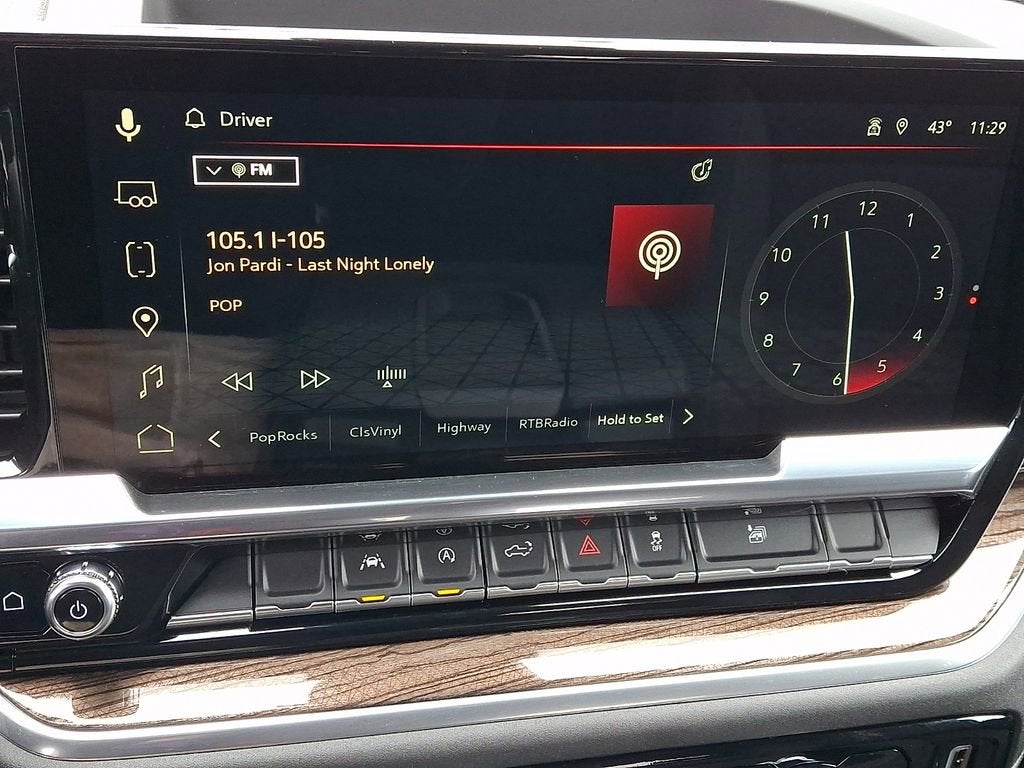 Driver
43° 11:29
FM
105.1 I-105
Jon Pardi - Last Night Lonely
POP
12
11 1
10 2
9 3
8 4
7 5
6
PopRocks ClsVinyl Highway RTBRadio Hold to Set
A
OFF